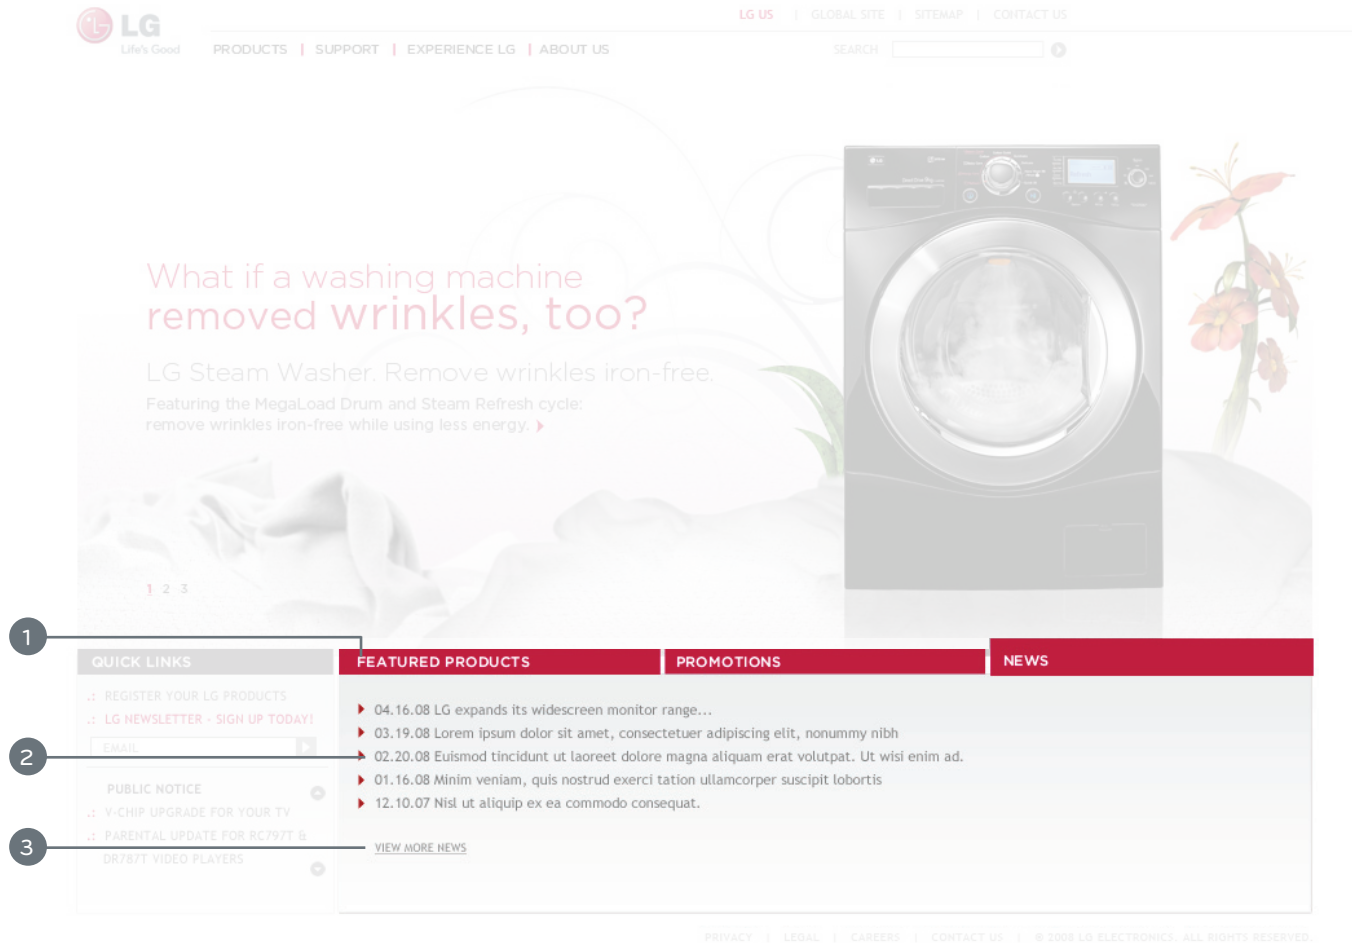 LG US | GLOBAL SITE | SITEMAP | CONTACT US
LG
Life's Good
PRODUCTS | SUPPORT | EXPERIENCE LG | ABOUT US
SEARCH
What if a washing machine
removed wrinkles, too?
LG Steam Washer. Remove wrinkles iron-free.
Featuring the MegaLoad Drum and Steam Refresh cycle:
remove wrinkles iron-free while using less energy.
1 2 3
1
QUICK LINKS
.: REGISTER YOUR LG PRODUCTS
.: LG NEWSLETTER - SIGN UP TODAY!
EMAIL
PUBLIC NOTICE
.: V-CHIP UPGRADE FOR YOUR TV
.: PARENTAL UPDATE FOR RC797T &
DR787T VIDEO PLAYERS
FEATURED PRODUCTS
PROMOTIONS
NEWS
04.16.08 LG expands its widescreen monitor range...
03.19.08 Lorem ipsum dolor sit amet, consectetuer adipiscing elit, nonummy nibh
2
02.20.08 Euismod tincidunt ut laoreet dolore magna aliquam erat volutpat. Ut wisi enim ad.
01.16.08 Minim veniam, quis nostrud exerci tation ullamcorper suscipit lobortis
12.10.07 Nisl ut aliquip ex ea commodo consequat.
3
VIEW MORE NEWS
PRIVACY | LEGAL | CAREERS | CONTACT US | © 2008 LG ELECTRONICS. ALL RIGHTS RESERVED.